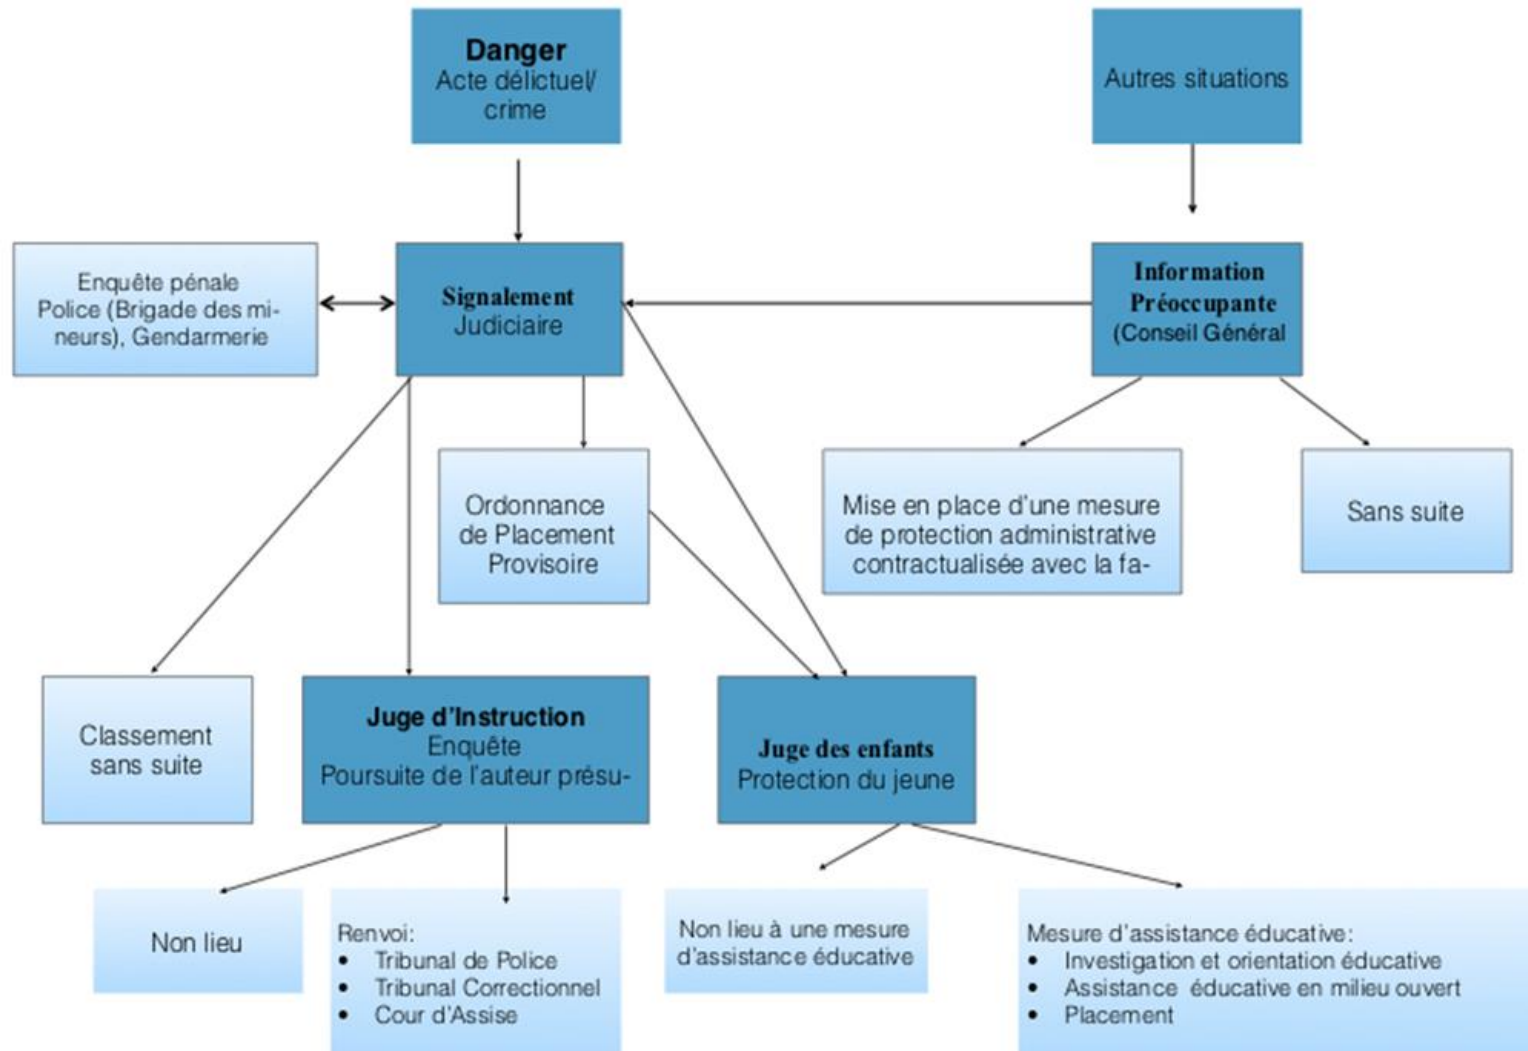 Danger
Acte délictuel/
crime
Autres situations
Enquête pénale
Police (Brigade des mi-
neurs), Gendarmerie
Signalement
Judiciaire
Information
Préoccupante
(Conseil Général
Ordonnance
de Placement
Provisoire
Mise en place d'une mesure
de protection administrative
contractualisée avec la fa-
Sans suite
Classement
sans suite
Juge d'Instruction
Enquête
Poursuite de l'auteur présu-
Juge des enfants
Protection du jeune
Non lieu
Renvoi:
• Tribunal de Police
• Tribunal Correctionnel
• Cour d'Assise
Non lieu à une mesure
d'assistance éducative
Mesure d'assistance éducative:
• Investigation et orientation éducative
• Assistance éducative en milieu ouvert
• Placement